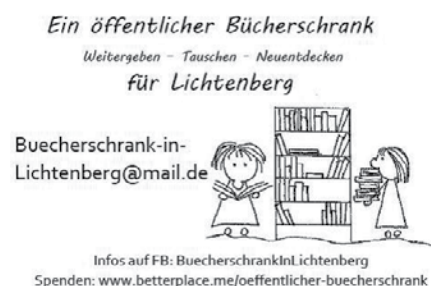 Ein öffentlicher Bücherschrank
Weitergeben - Tauschen - Neuentdecken
für Lichtenberg
Buecherschrank-in-
Lichtenberg@mail.de
Infos auf FB: BuecherschrankInLichtenberg
Spenden: www.betterplace.me/oeffentlicher-buecherschrank